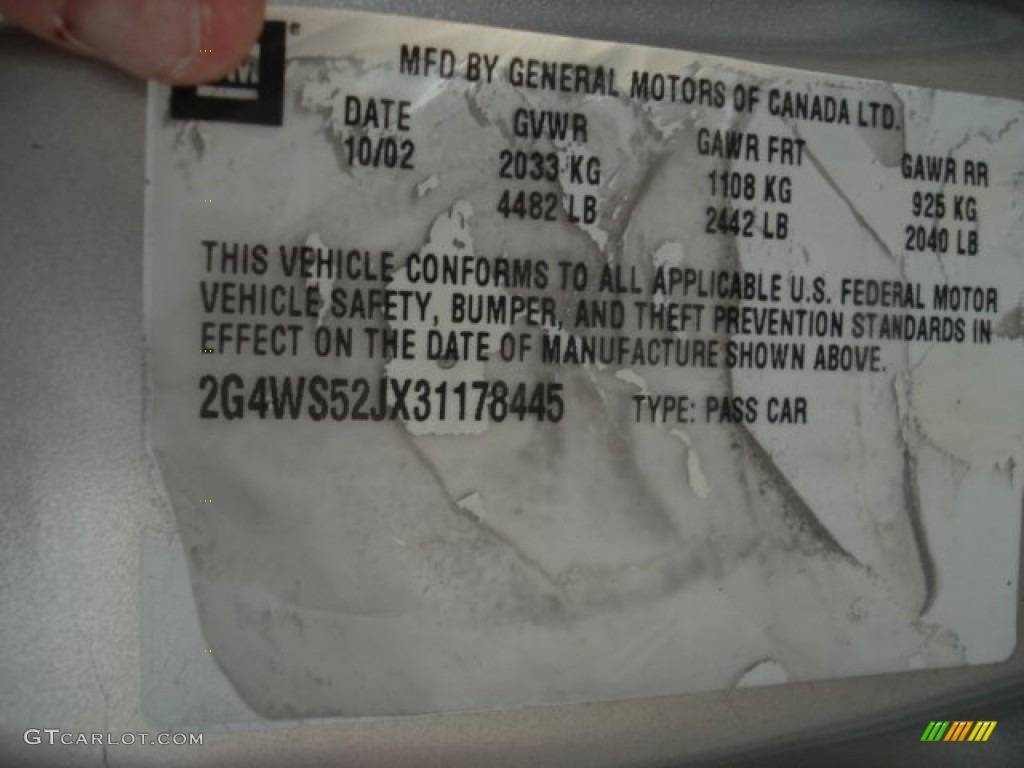 GM
MFD BY GENERAL MOTORS OF CANADA LTD.
DATE GVWR GAWR FRT GAWR RR
10/02 2033 KG 1108 KG 925 KG
4482 LB 2442 LB 2040 LB
THIS VEHICLE CONFORMS TO ALL APPLICABLE U.S. FEDERAL MOTOR
VEHICLE SAFETY, BUMPER, AND THEFT PREVENTION STANDARDS IN
EFFECT ON THE DATE OF MANUFACTURE SHOWN ABOVE.
2G4WS52JX31178445 TYPE: PASS CAR
GTCARLOT.COM